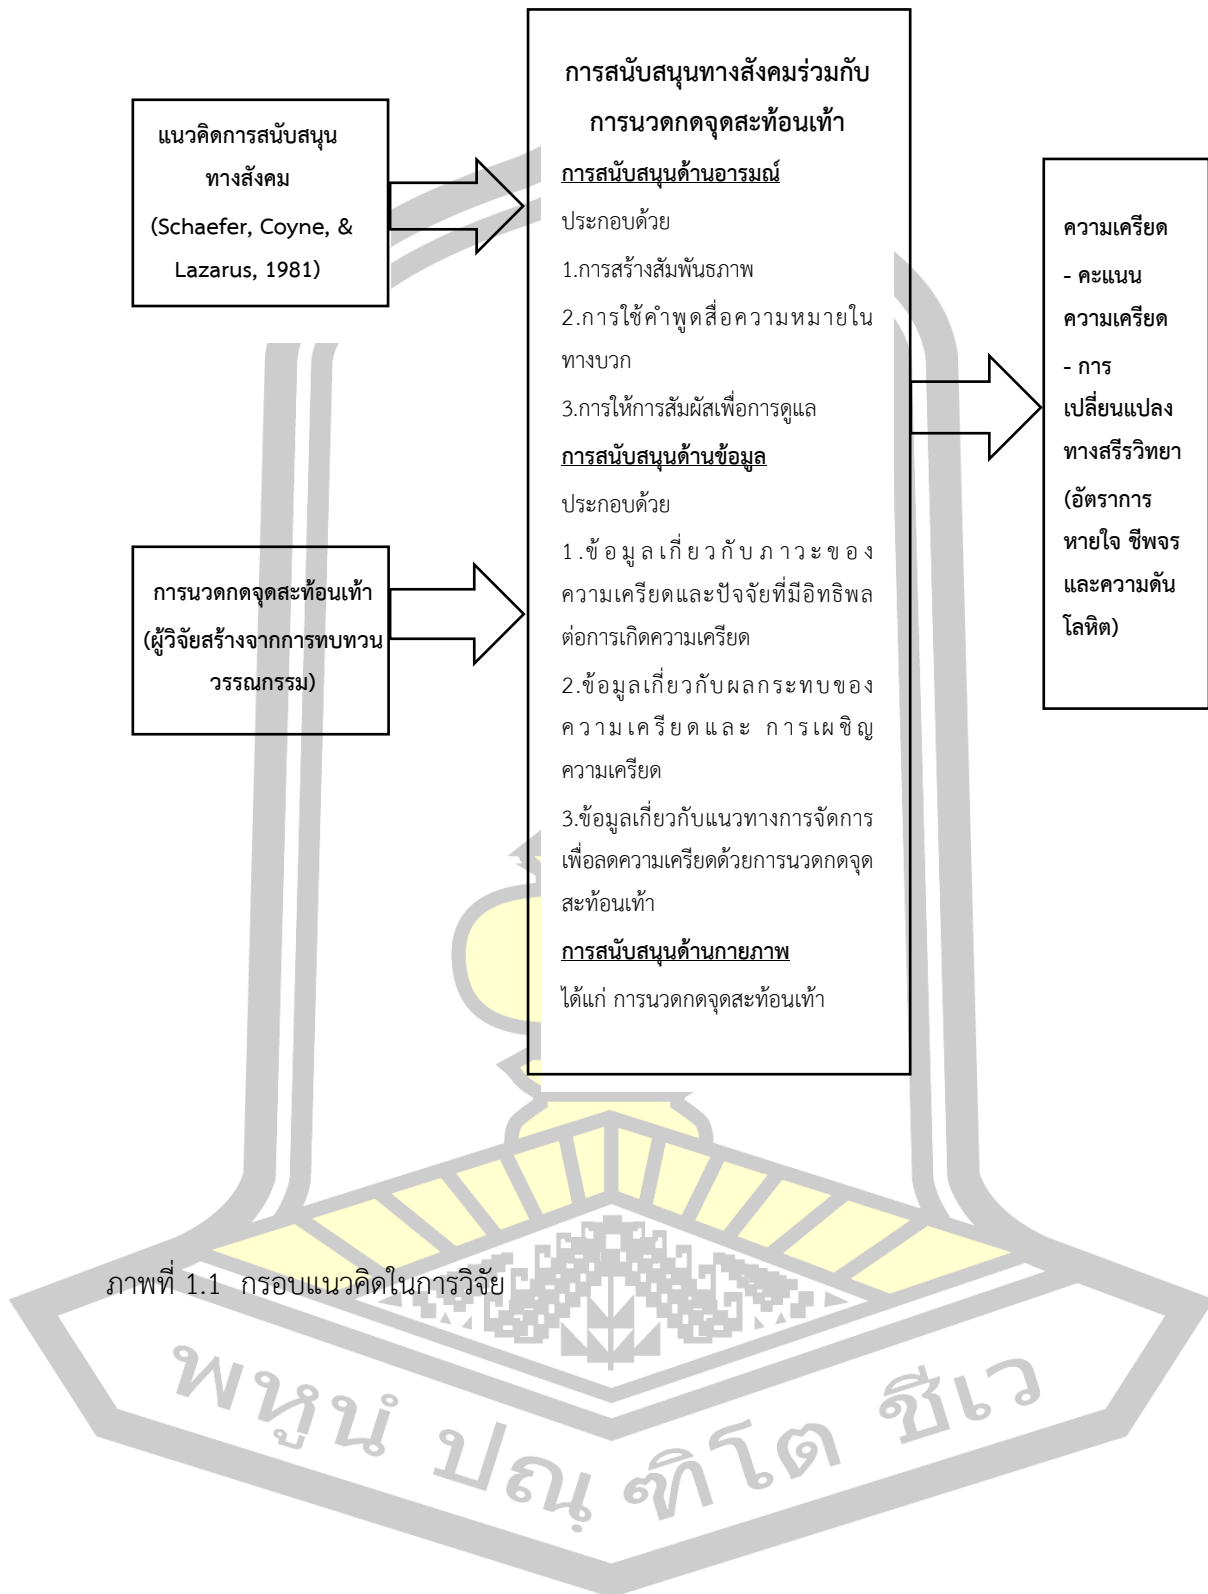 แนวคิดการสนับสนุน
ทางสังคม
(Schaefer, Coyne, &
Lazarus, 1981)
การนวดกดจุดสะท้อนเท้า
(ผู้วิจัยสร้างจากการทบทวน
วรรณกรรม)
การสนับสนุนทางสังคมร่วมกับ
การนวดกดจุดสะท้อนเท้า
การสนับสนุนด้านอารมณ์
ประกอบด้วย
1.การสร้างสัมพันธภาพ
2.การใช้คำพูดสื่อความหมายใน
ทางบวก
3.การให้การสัมผัสเพื่อการดูแล
การสนับสนุนด้านข้อมูล
ประกอบด้วย
1.ข้อมูลเกี่ยวกับภาวะของ
ความเครียดและปัจจัยที่มีอิทธิพล
ต่อการเกิดความเครียด
2.ข้อมูลเกี่ยวกับผลกระทบของ
ความเครียดและ การเผชิญ
ความเครียด
3.ข้อมูลเกี่ยวกับแนวทางการจัดการ
เพื่อลดความเครียดด้วยการนวดกดจุด
สะท้อนเท้า
การสนับสนุนด้านกายภาพ
ได้แก่ การนวดกดจุดสะท้อนเท้า
ความเครียด
- คะแนน
ความเครียด
- การ
เปลี่ยนแปลง
ทางสรีรวิทยา
(อัตราการ
หายใจ ชีพจร
และความดัน
โลหิต)
ภาพที่ 1.1 กรอบแนวคิดในการวิจัย
พหูนํ ปณฺฑิโต ชีเว